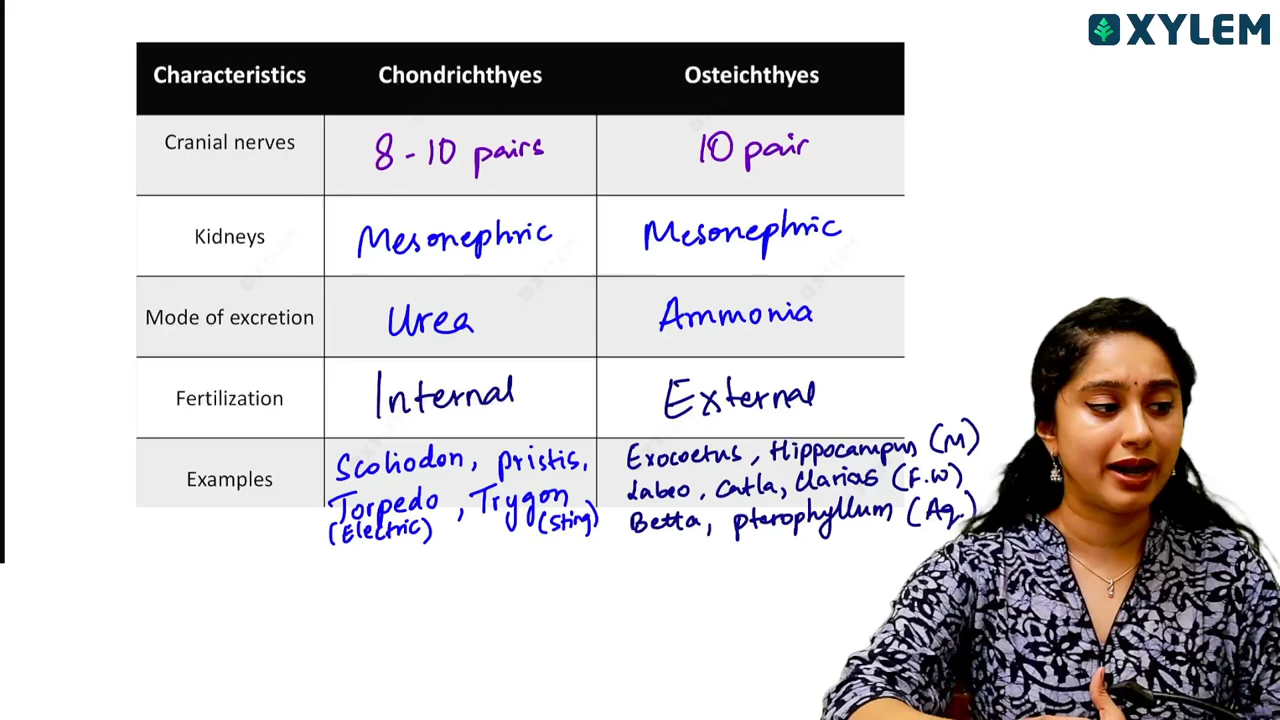 XYLEM
Characteristics Chondrichthyes Osteichthyes
Cranial nerves 8-10 pairs 10 pair
Kidneys Mesonephric Mesonephric
Mode of excretion Urea Ammonia
Fertilization Internal External
Examples
Scoliodon, pristis,
Torpedo, Trygon
(Electric) (Sting)
Exocoetus, Hippocampus (M)
Labeo, Catla, Clarias (F.W)
Betta, pterophyllum (Aq.)